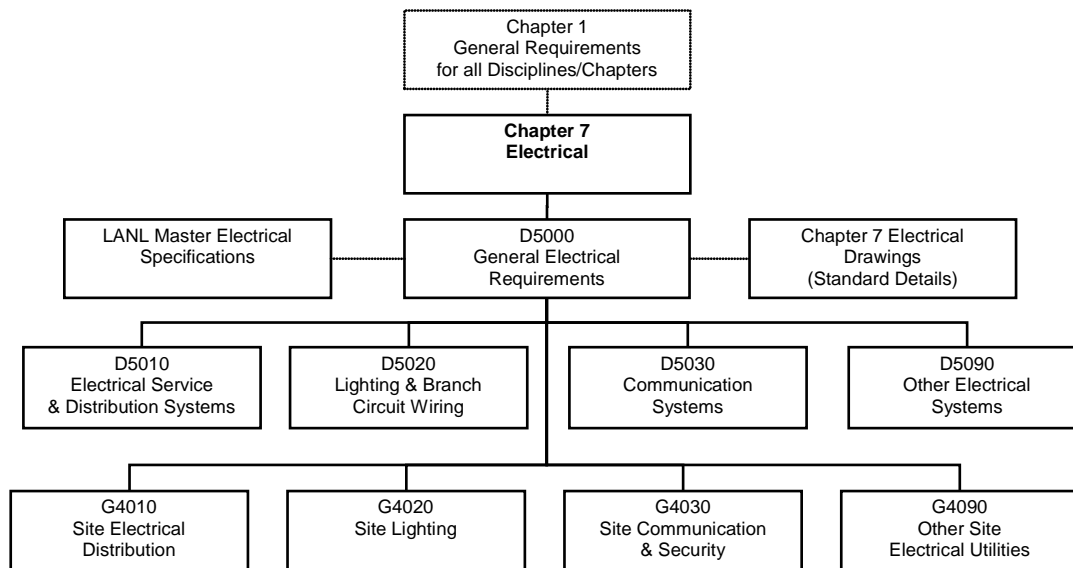 Chapter 1
General Requirements
for all Disciplines/Chapters
Chapter 7
Electrical
LANL Master Electrical
Specifications
D5000
General Electrical
Requirements
Chapter 7 Electrical
Drawings
(Standard Details)
D5010
Electrical Service
& Distribution Systems
D5020
Lighting & Branch
Circuit Wiring
D5030
Communication
Systems
D5090
Other Electrical
Systems
G4010
Site Electrical
Distribution
G4020
Site Lighting
G4030
Site Communication
& Security
G4090
Other Site
Electrical Utilities